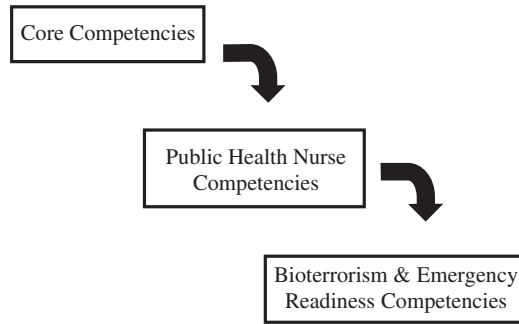 Core Competencies
Public Health Nurse
Competencies
Bioterrorism & Emergency
Readiness Competencies